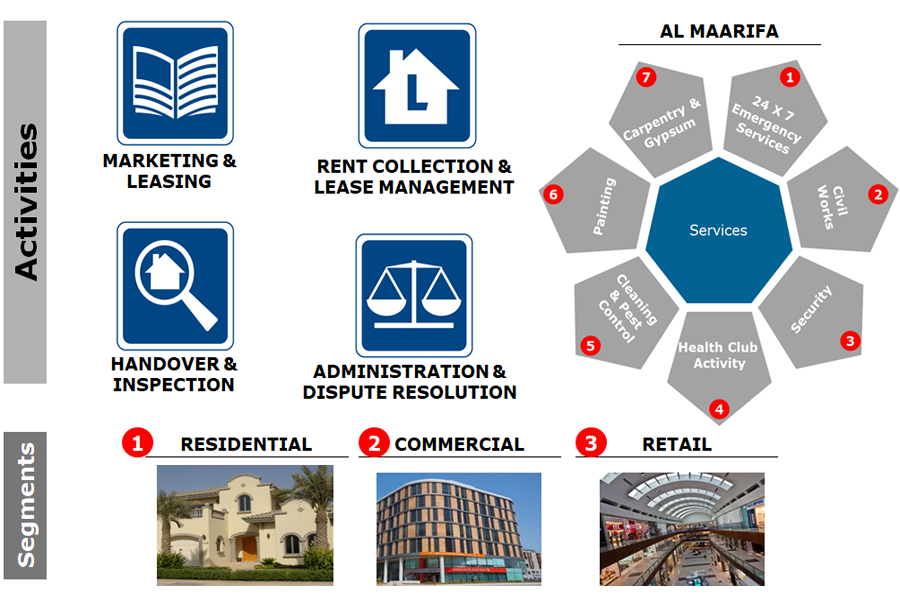 Activities
MARKETING &
LEASING
RENT COLLECTION &
LEASE MANAGEMENT
HANDOVER &
INSPECTION
ADMINISTRATION &
DISPUTE RESOLUTION
AL MAARIFA
Services
1
24 X 7
Emergency
Services
2
Civil
Works
3
Security
4
Health Club
Activity
5
Cleaning
& Pest
Control
6
Painting
7
Carpentry &
Gypsum
Segments
1 RESIDENTIAL
2 COMMERCIAL
3 RETAIL